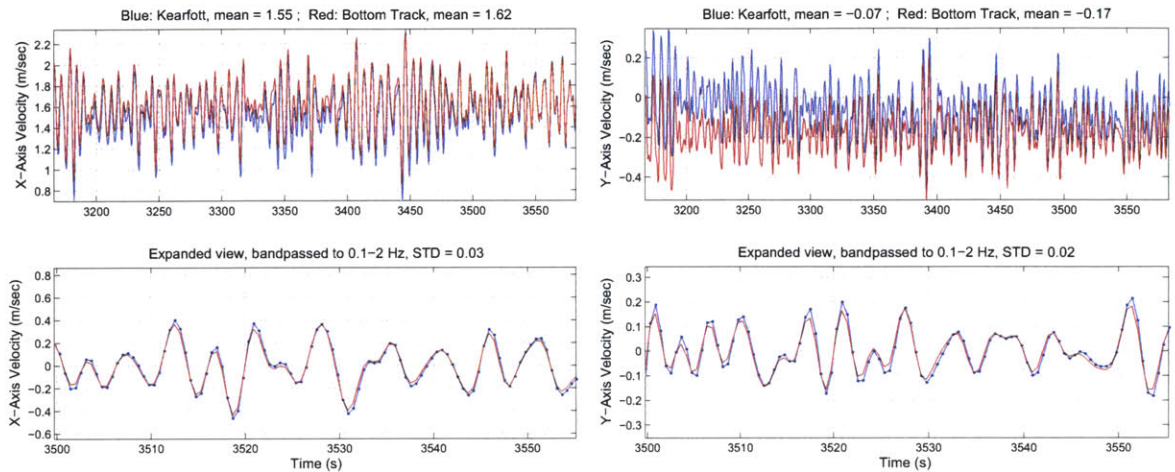 Blue: Kearfott, mean = 1.55 ;  Red: Bottom Track, mean = 1.62
X−Axis Velocity (m/sec)
2.2
2
1.8
1.6
1.4
1.2
1
0.8
3200 3250 3300 3350 3400 3450 3500 3550
Blue: Kearfott, mean = −0.07 ;  Red: Bottom Track, mean = −0.17
Y−Axis Velocity (m/sec)
0.2
0
−0.2
−0.4
3200 3250 3300 3350 3400 3450 3500 3550
Expanded view, bandpassed to 0.1−2 Hz, STD = 0.03
X−Axis Velocity (m/sec)
0.8
0.6
0.4
0.2
0
−0.2
−0.4
−0.6
3500 3510 3520 3530 3540 3550
Time (s)
Expanded view, bandpassed to 0.1−2 Hz, STD = 0.02
Y−Axis Velocity (m/sec)
0.3
0.2
0.1
0
−0.1
−0.2
−0.3
3500 3510 3520 3530 3540 3550
Time (s)